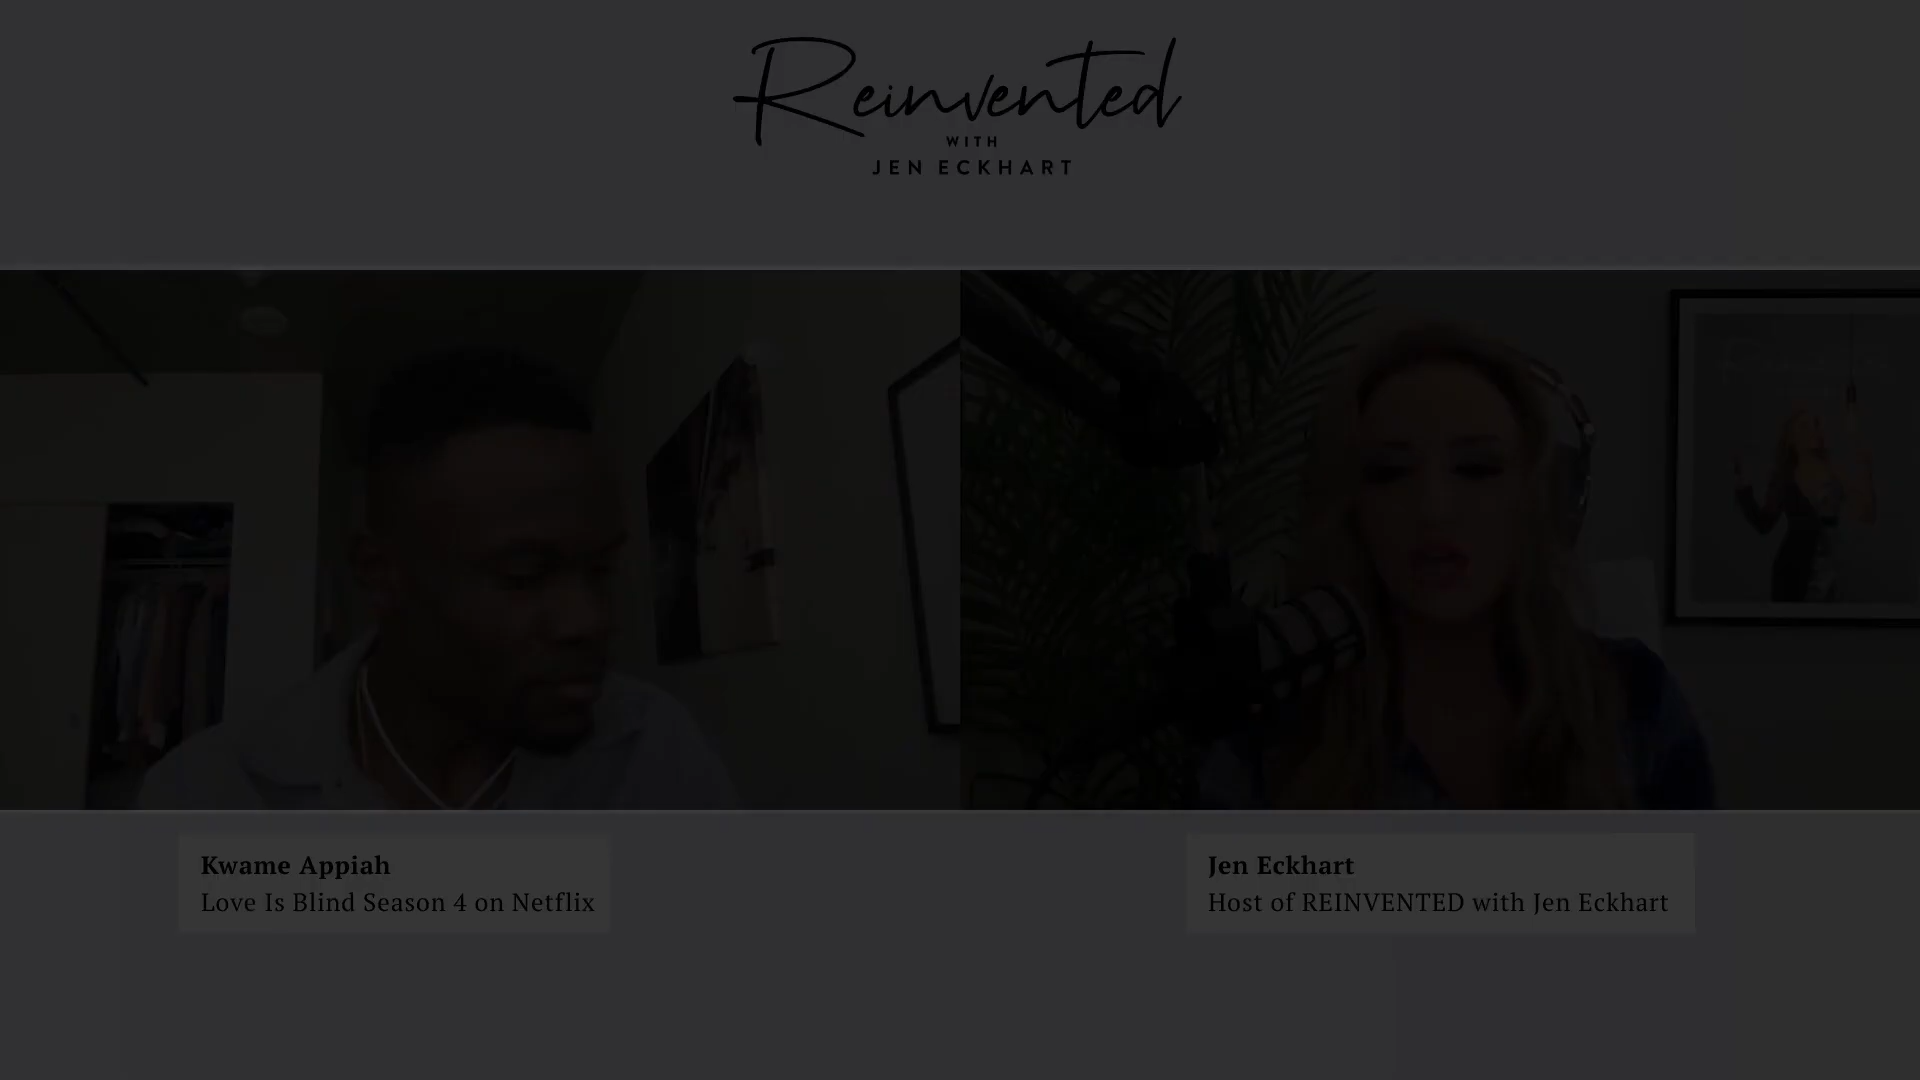 Reinvented
WITH
JEN ECKHART
Kwame Appiah
Love Is Blind Season 4 on Netflix
Jen Eckhart
Host of REINVENTED with Jen Eckhart